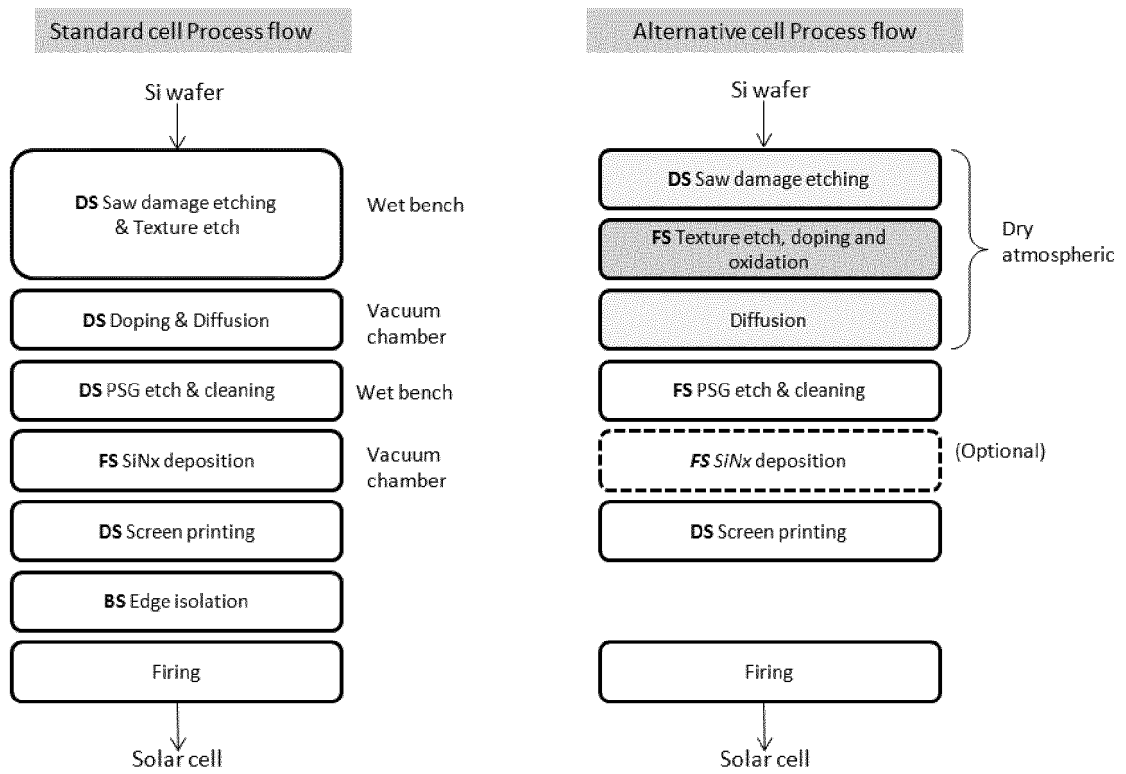 Standard cell Process flow
Si wafer
DS Saw damage etching
& Texture etch
Wet bench
DS Doping & Diffusion
Vacuum
chamber
DS PSG etch & cleaning
Wet bench
FS SiNx deposition
Vacuum
chamber
DS Screen printing
BS Edge isolation
Firing
Solar cell
Alternative cell Process flow
Si wafer
DS Saw damage etching
FS Texture etch, doping and
oxidation
Diffusion
Dry
atmospheric
FS PSG etch & cleaning
FS SiNx deposition
(Optional)
DS Screen printing
Firing
Solar cell